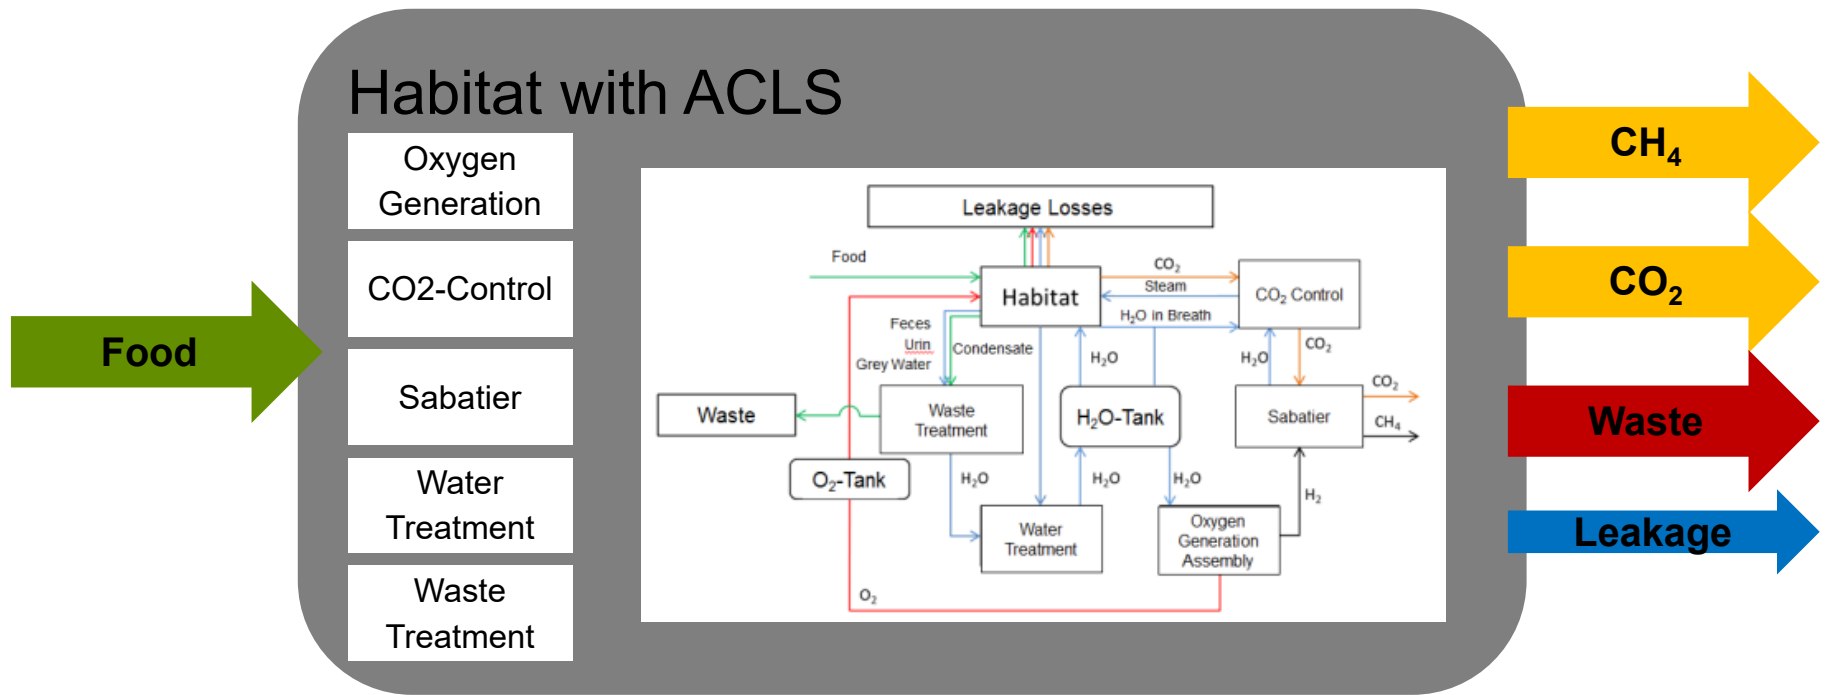 Habitat with ACLS
Oxygen
Generation
CO2-Control
Sabatier
Water
Treatment
Waste
Treatment
Food
Leakage Losses
Food
Habitat
CO₂
Steam
H₂O in Breath
CO₂ Control
Feces
Urin
Grey Water
Condensate
H₂O
H₂O
CO₂
Waste
Waste
Treatment
H₂O-Tank
Sabatier
CO₂
CH₄
O₂-Tank
H₂O
H₂O
H₂O
H₂
Water
Treatment
Oxygen
Generation
Assembly
O₂
CH₄
CO₂
Waste
Leakage